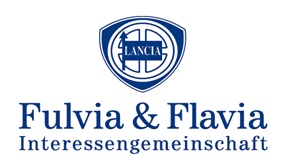 LANCIA
Fulvia & Flavia
Interessengemeinschaft